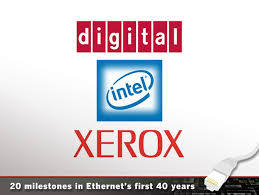 digital
intel
XEROX
20 milestones in Ethernet's first 40 years